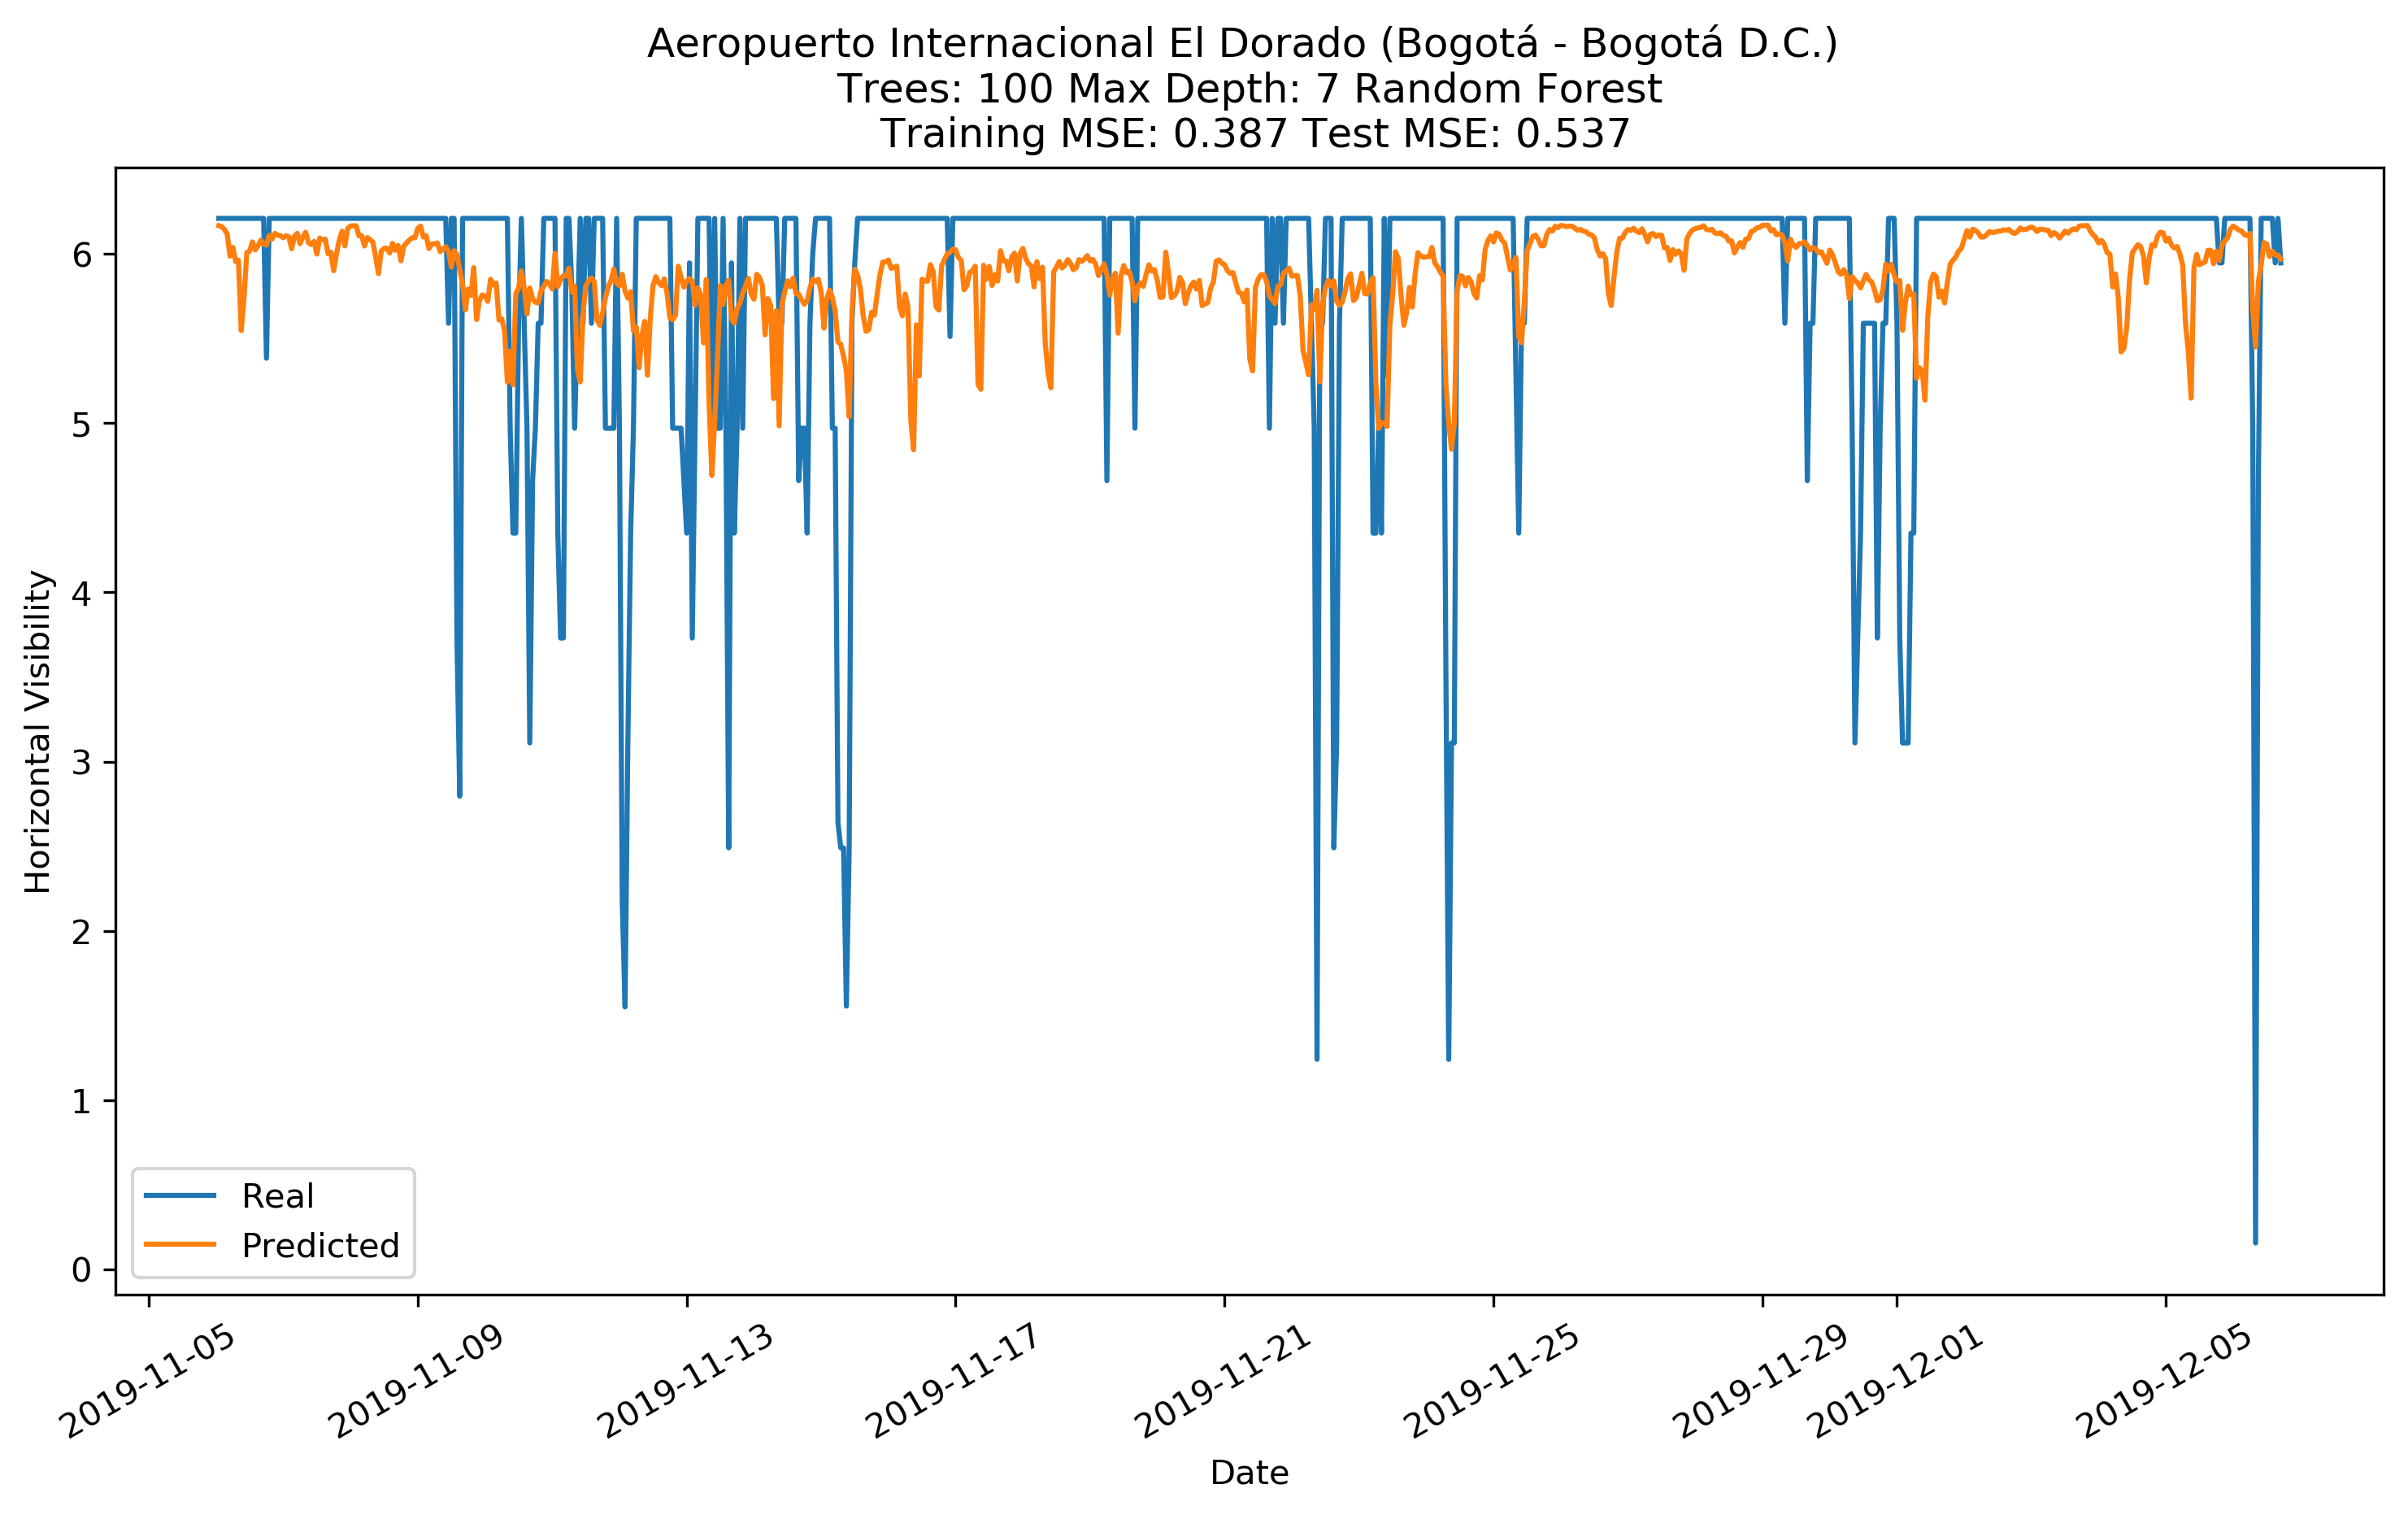 Aeropuerto Internacional El Dorado (Bogotá - Bogotá D.C.)
Trees: 100 Max Depth: 7 Random Forest
Training MSE: 0.387 Test MSE: 0.537
Horizontal Visibility
6
5
4
3
2
1
0
Real
Predicted
2019-11-05
2019-11-09
2019-11-13
2019-11-17
2019-11-21
2019-11-25
2019-11-29
2019-12-01
2019-12-05
Date